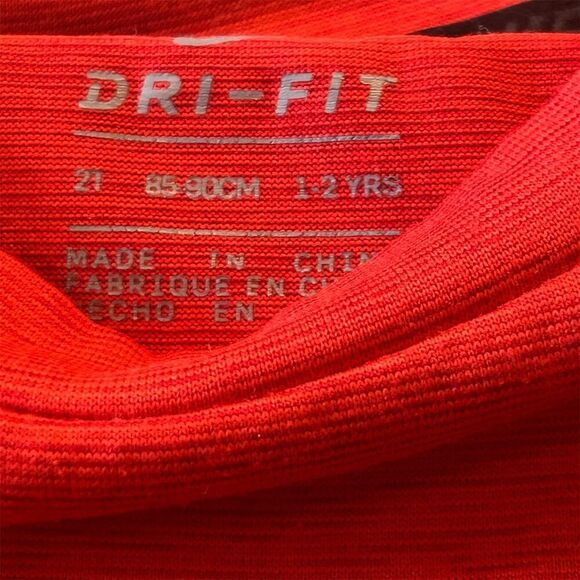 DRI-FIT
2T 85-90CM 1-2 YRS
MADE IN
FABRIQUE EN
EN